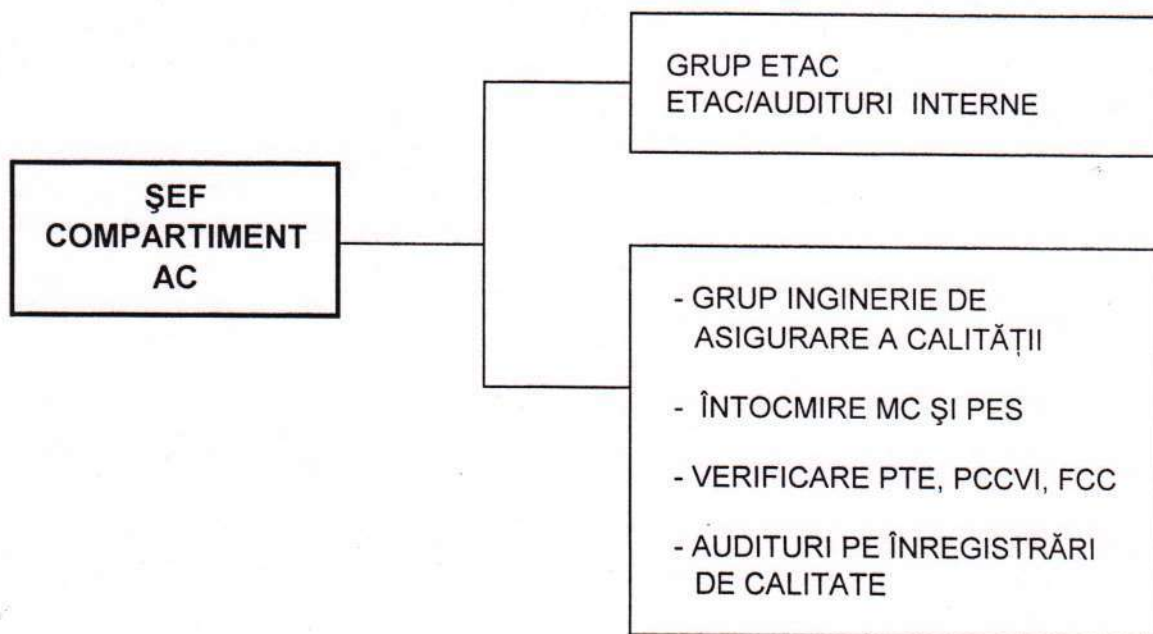 GRUP ETAC
ETAC/AUDITURI INTERNE
ŞEF
COMPARTIMENT
AC
- GRUP INGINERIE DE
ASIGURARE A CALITĂȚII
- ÎNTOCMIRE MC ŞI PES
- VERIFICARE PTE, PCCVI, FCC
- AUDITURI PE ÎNREGISTRĂRI
DE CALITATE